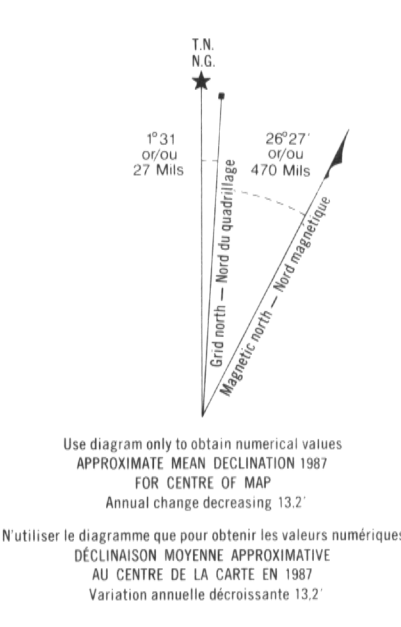 T.N.
N.G.
1°31
or/ou
27 Mils
26°27'
or/ou
470 Mils
Grid north — Nord du quadrillage
Magnetic north — Nord magnétique
Use diagram only to obtain numerical values
APPROXIMATE MEAN DECLINATION 1987
FOR CENTRE OF MAP
Annual change decreasing 13.2'
N'utiliser le diagramme que pour obtenir les valeurs numériques
DÉCLINAISON MOYENNE APPROXIMATIVE
AU CENTRE DE LA CARTE EN 1987
Variation annuelle décroissante 13,2'